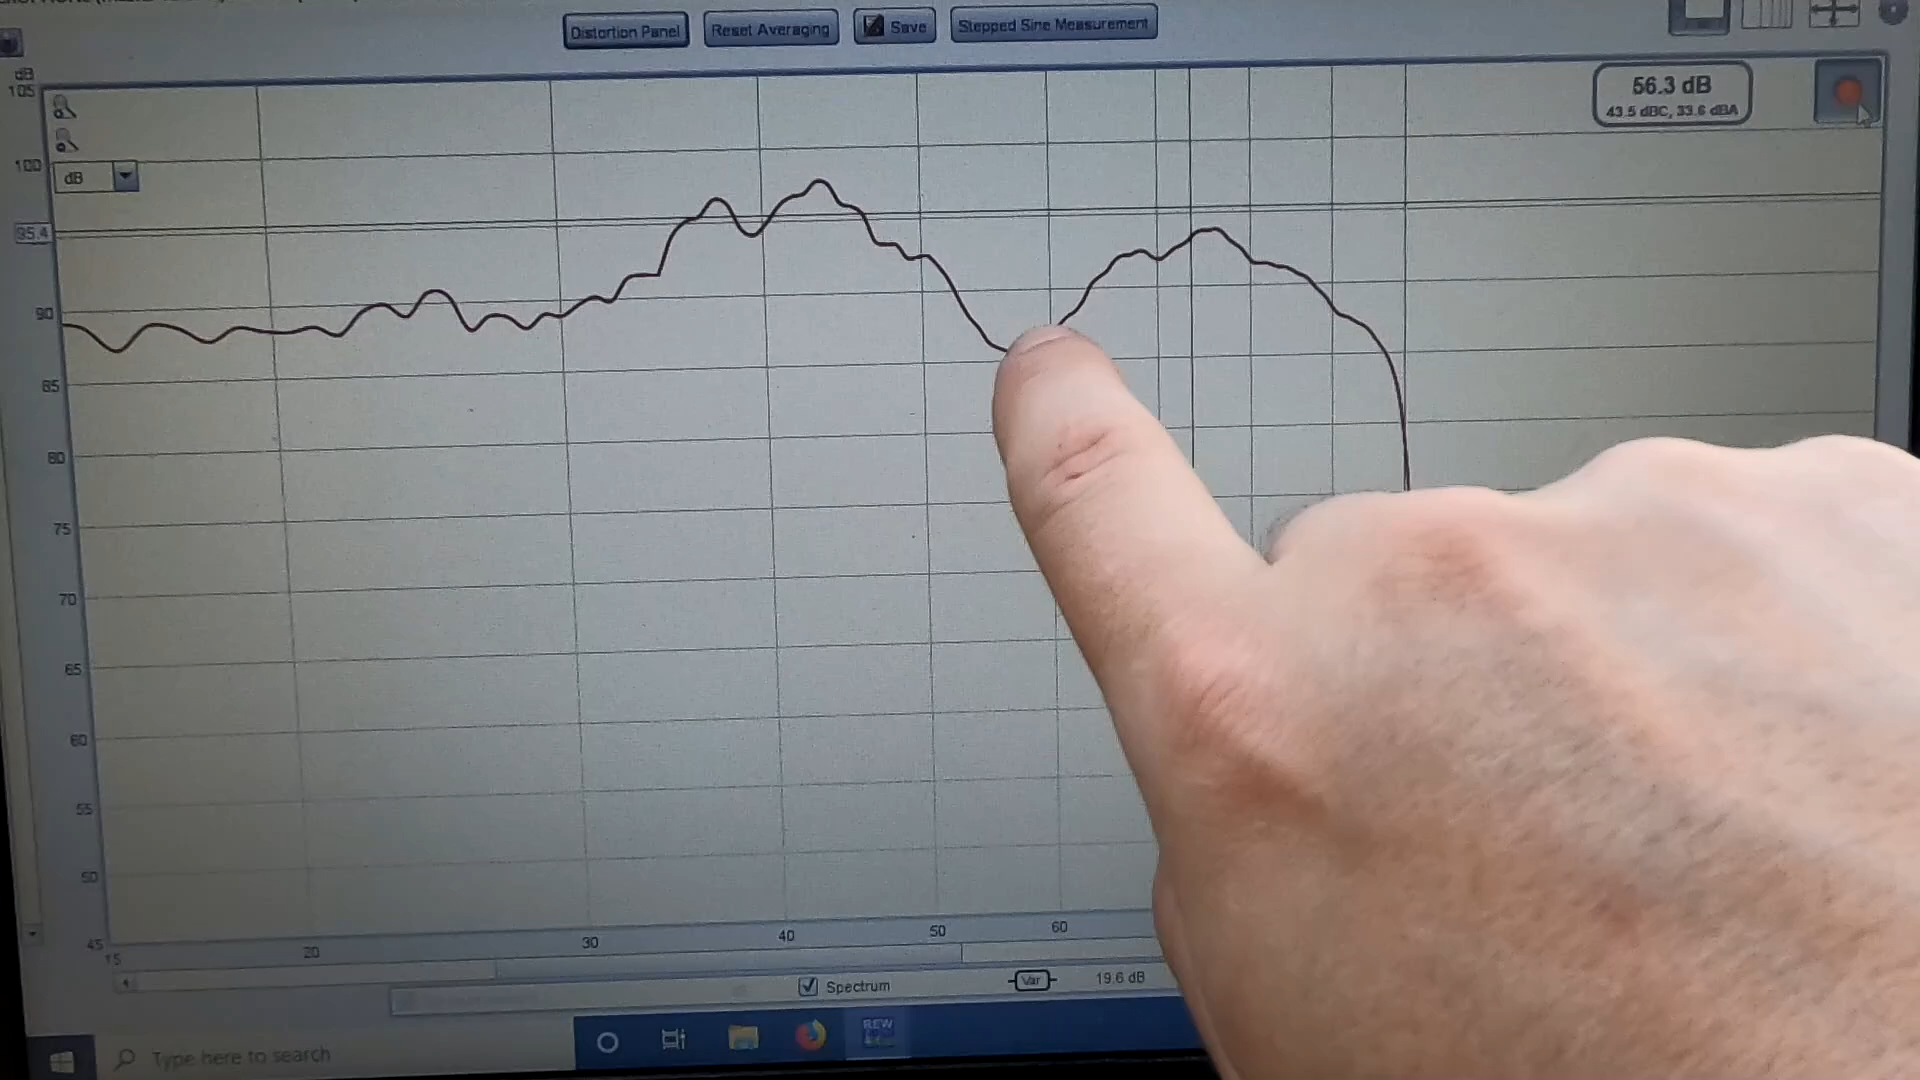 Distortion Panel
Reset Averaging
Save
Stepped Sine Measurement
dB
105
100
dB
95.4
90
85
80
75
70
65
60
55
50
45
56.3 dB
43.5 dBC, 33.6 dBA
15
20
30
40
50
60
Spectrum
Var
19.6 dB
Type here to search
REW